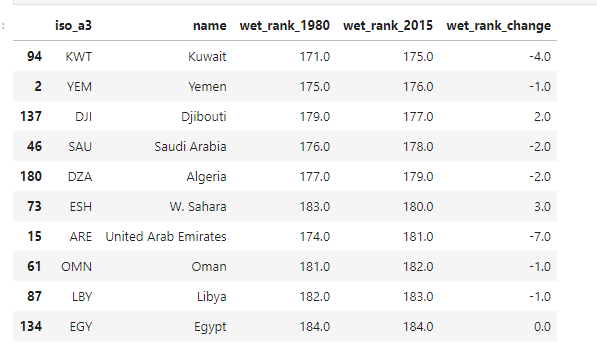 iso_a3 name wet_rank_1980 wet_rank_2015 wet_rank_change
94 KWT Kuwait 171.0 175.0 -4.0
2 YEM Yemen 175.0 176.0 -1.0
137 DJI Djibouti 179.0 177.0 2.0
46 SAU Saudi Arabia 176.0 178.0 -2.0
180 DZA Algeria 177.0 179.0 -2.0
73 ESH W. Sahara 183.0 180.0 3.0
15 ARE United Arab Emirates 174.0 181.0 -7.0
61 OMN Oman 181.0 182.0 -1.0
87 LBY Libya 182.0 183.0 -1.0
134 EGY Egypt 184.0 184.0 0.0